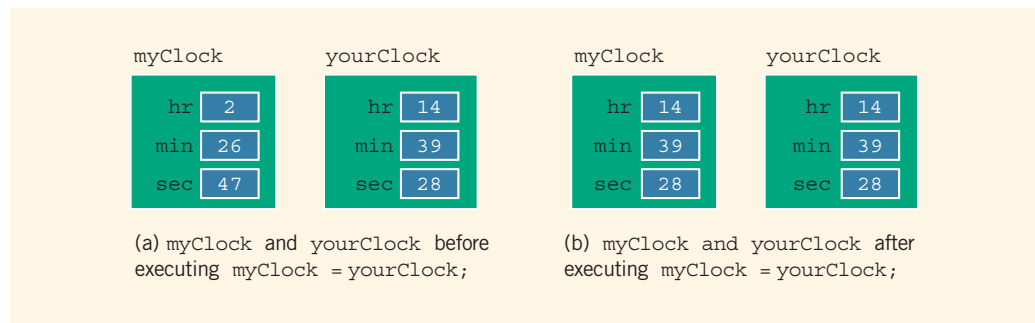 myClock yourClock myClock yourClock
hr 2 hr 14 hr 14 hr 14
min 26 min 39 min 39 min 39
sec 47 sec 28 sec 28 sec 28
(a) myClock and yourClock before
executing myClock = yourClock;
(b) myClock and yourClock after
executing myClock = yourClock;